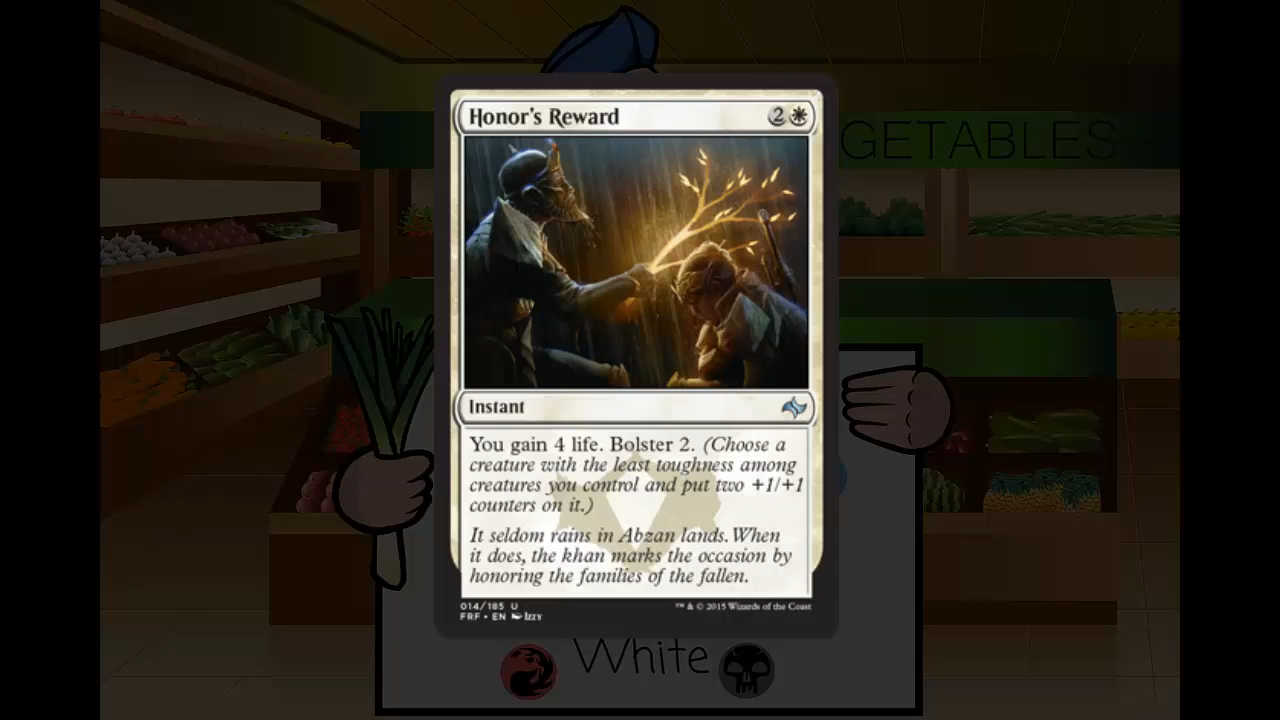 Honor's Reward 2
GETABLES
Instant
You gain 4 life. Bolster 2. (Choose a
creature with the least toughness among
creatures you control and put two +1/+1
counters on it.)
It seldom rains in Abzan lands. When
it does, the khan marks the occasion by
honoring the families of the fallen.
014/185 U
FRF • EN Izzy
™ & © 2015 Wizards of the Coast
White